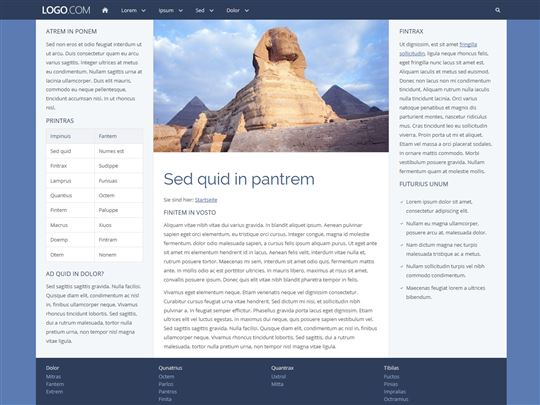 LOGO.COM
Lorem
Ipsum
Sed
Dolor
ATREM IN PONEM
Sed non eros et odio feugiat interdum ut
ut arcu. Duis consectetur quam eu arcu
varius sagittis. Integer ultrices at metus
eu condimentum. Nullam sagittis urna at
lacinia ullamcorper. Duis elit mauris,
commodo eu neque pellentesque,
tincidunt accumsan nisi. In ut rhoncus
nisl.
PRINTRAS
Impinus Fantem
Sed quid Numes est
Fintrax Sudippe
Lamprus Funiuas
Quantius Octem
Fintem Paluppe
Macrus Xiuos
Doemp Fintram
Otem Nonem
AD QUID IN DOLOR?
Sed sagittis sagittis gravida. Nulla facilisi.
Quisque diam elit, condimentum at nisl
in, finibus ullamcorper neque. Vivamus
rhoncus tincidunt lobortis. Sed sagittis,
dui a rutrum malesuada, tortor nulla
pretium urna, non tempor nisl magna
vitae ligula.
Sed quid in pantrem
Sie sind hier: Startseite
FINITEM IN VOSTO
Aliquam vitae nibh vitae dui varius viverra. In blandit aliquet ipsum. Aenean pulvinar
sapien eget orci elementum, eu tristique orci cursus. Integer congue, magna id molestie
fermentum, dolor odio malesuada sapien, a cursus felis ipsum aliquam purus. Ut eget ante
sit amet mi elementum hendrerit id in lacus. Aenean felis velit, interdum vitae nulla et,
rutrum posuere tortor. Maecenas mi sem, interdum sit amet odio quis, fermentum mattis
ante. In mollis odio ac est porttitor ultricies. In mauris libero, maximus at risus sit amet,
convallis posuere ipsum. Donec quis elit vitae nibh blandit pharetra tempor in felis.
Vivamus eget elementum neque. Etiam venenatis neque vel dignissim consectetur.
Curabitur cursus feugiat urna vitae hendrerit. Sed dictum mi nisi, et sollicitudin nibh
pulvinar a. In feugiat semper efficitur. Phasellus gravida porta lacus eget dignissim. Etiam
ultrices elit vel luctus egestas. In maximus dui neque, quis posuere sapien vestibulum vel.
Sed sagittis sagittis gravida. Nulla facilisi. Quisque diam elit, condimentum at nisl in, finibus
ullamcorper neque. Vivamus rhoncus tincidunt lobortis. Sed sagittis, dui a rutrum
malesuada, tortor nulla pretium urna, non tempor nisl magna vitae ligula.
FINTRAX
Ut dignissim, est sit amet fringilla
sollicitudin, ligula neque rhoncus felis,
eget fringilla nunc lacus sit amet est.
Aliquam iaculis et metus sed euismod.
Donec non lacus non mi condimentum
tincidunt. Aliquam rutrum nulla iaculis
nulla tincidunt lacinia. Orci varius
natoque penatibus et magnis dis
parturient montes, nascetur ridiculus
mus. Cras tincidunt leo eu sollicitudin
viverra. Proin porta ut mi et aliquet.
Etiam vel massa a orci placerat sodales,
in ornare mattis commodo. Morbi
vestibulum posuere gravida. Nullam
fermentum quam at molestie mollis.
FUTURIUS UNUM
Lorem ipsum dolor sit amet,
consectetur adipiscing elit.
Nullam eu magna ullamcorper,
posuere arcu at, malesuada dolor.
Nam dictum magna nec turpis
malesuada tristique ac a metus.
Nullam sollicitudin turpis vel nibh
commodo condimentum.
Maecenas feugiat lorem a ultrices
bibendum.
Dolor
Mitras
Fantem
Extrem
Qunatrius
Octem
Parlos
Pantros
Finita
Quantrax
Uxtrol
Mitta
Tibilas
Fuctos
Pinias
Impralias
Octientus